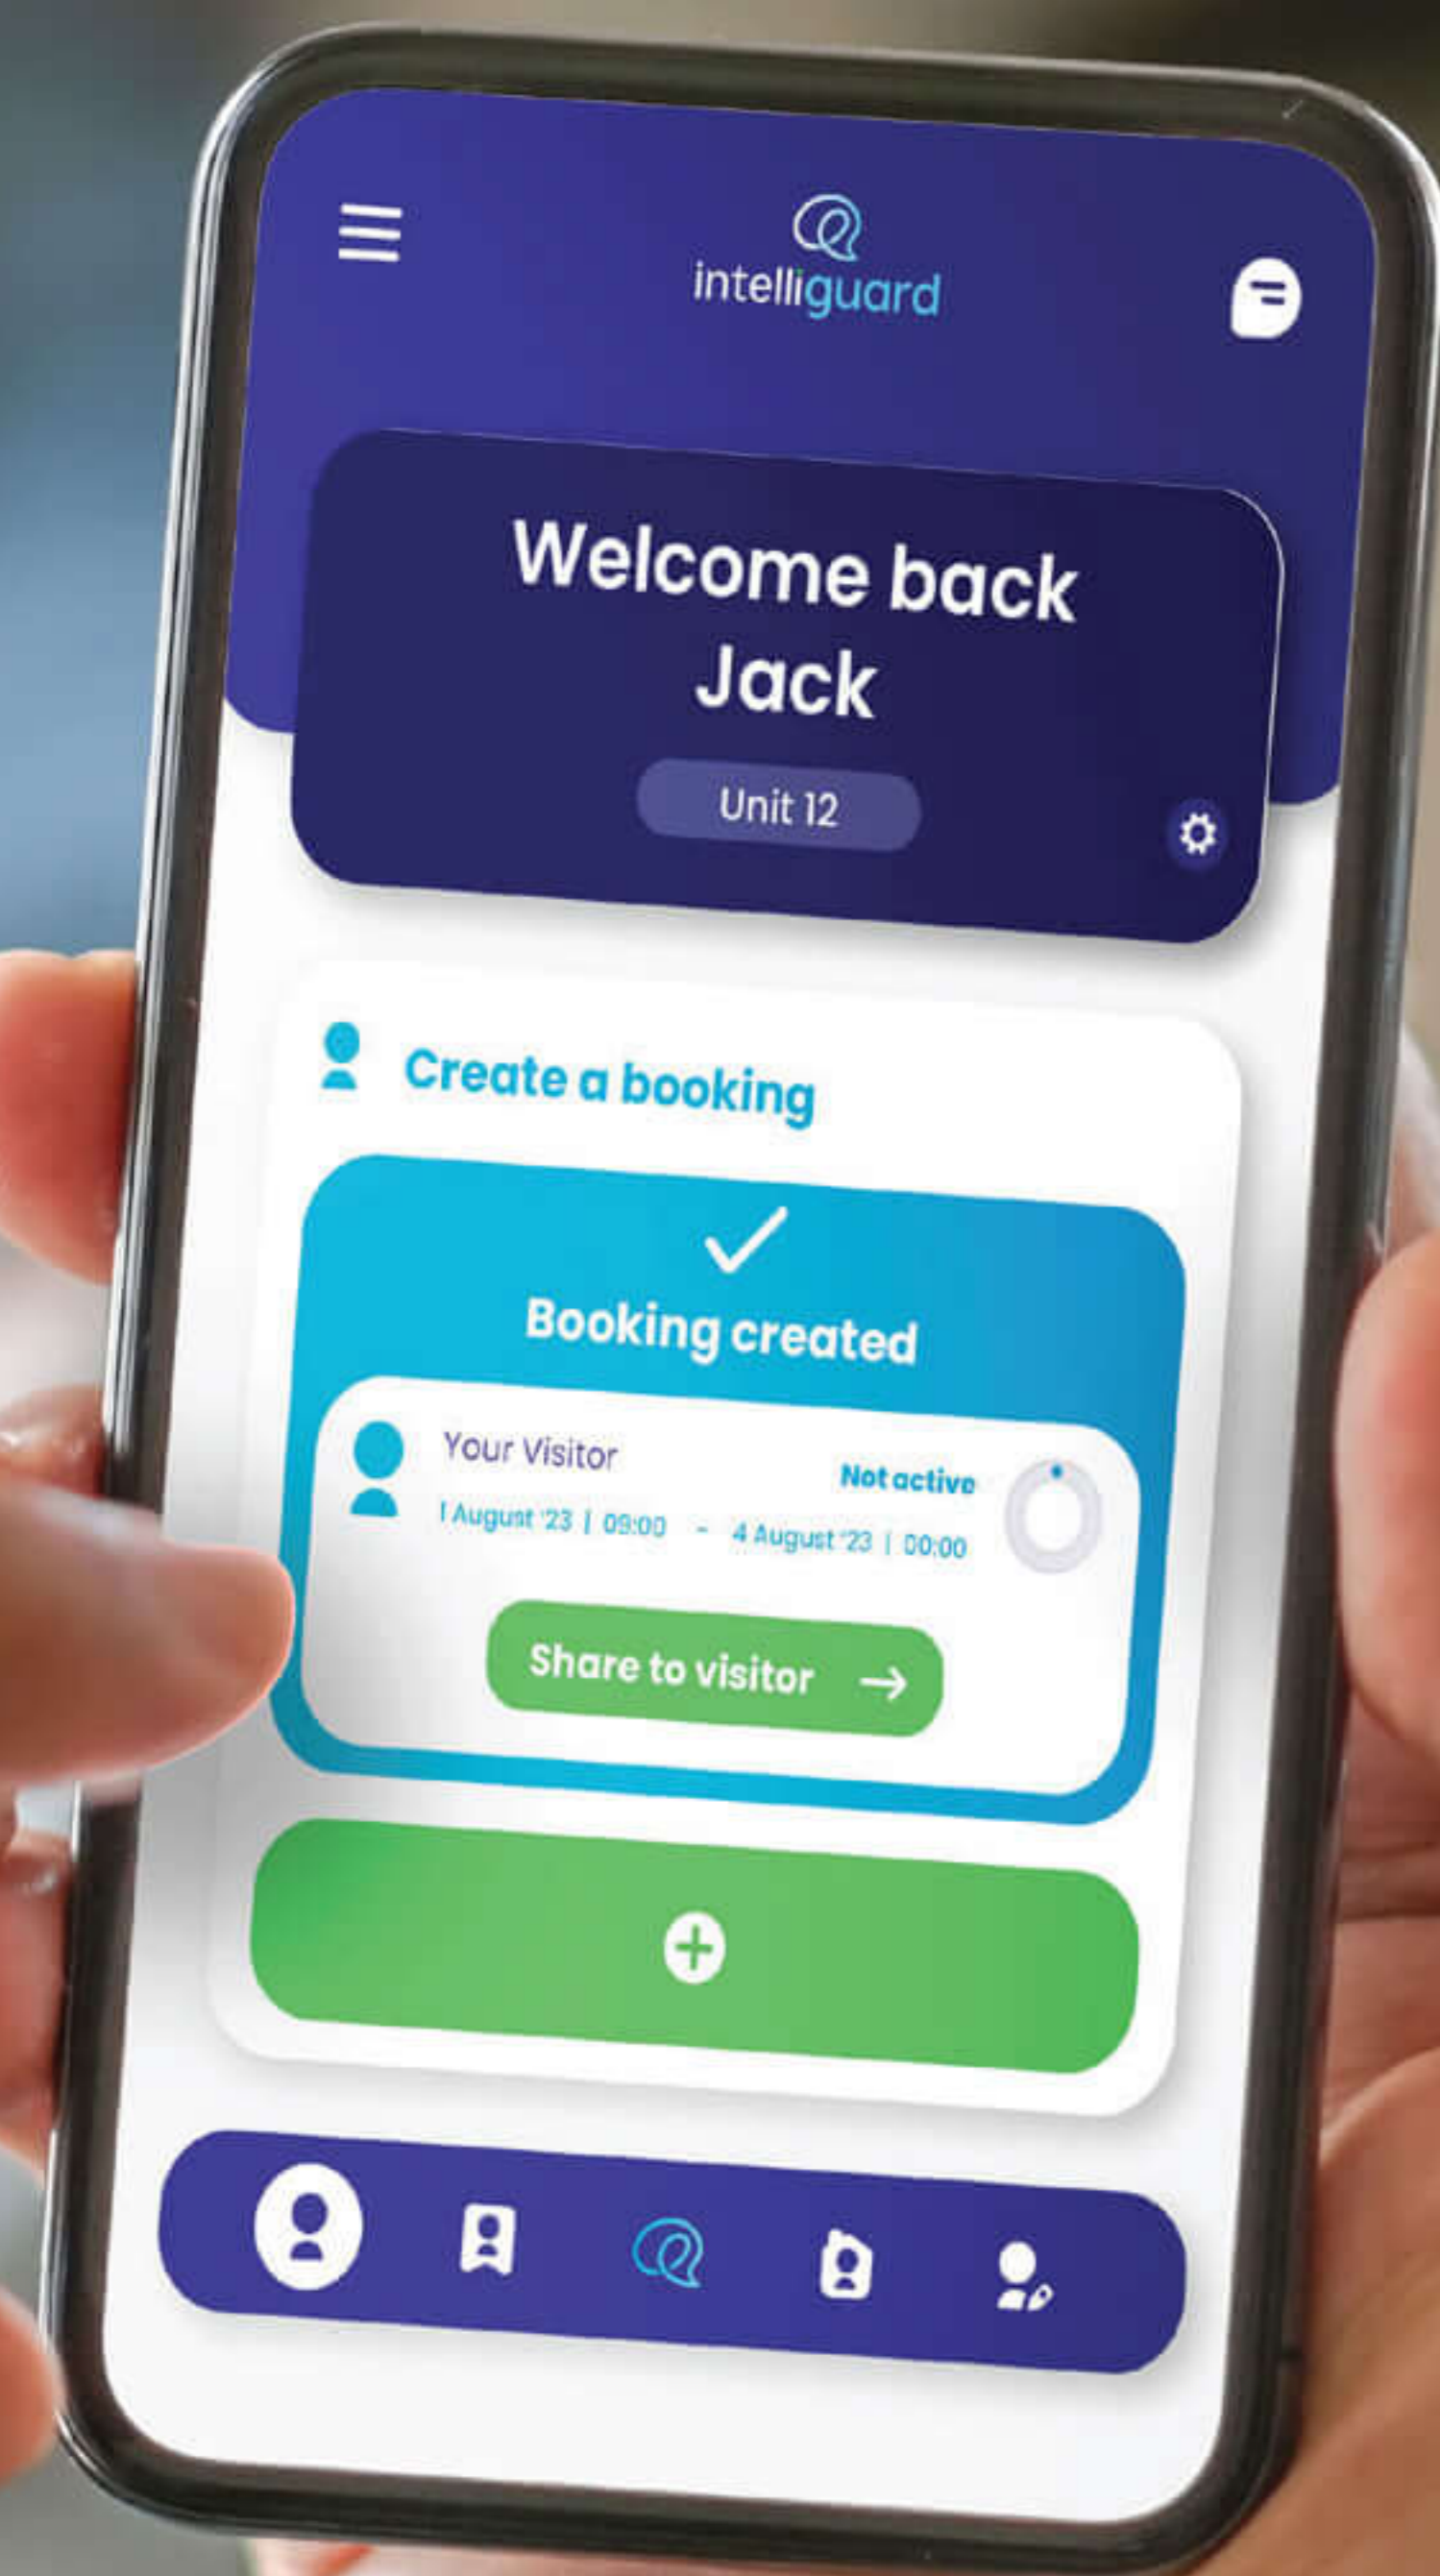 intelliguard
Welcome back
Jack
Unit 12
Create a booking
Booking created
Your Visitor
Not active
1 August '23 | 09:00 - 4 August '23 | 00:00
Share to visitor →